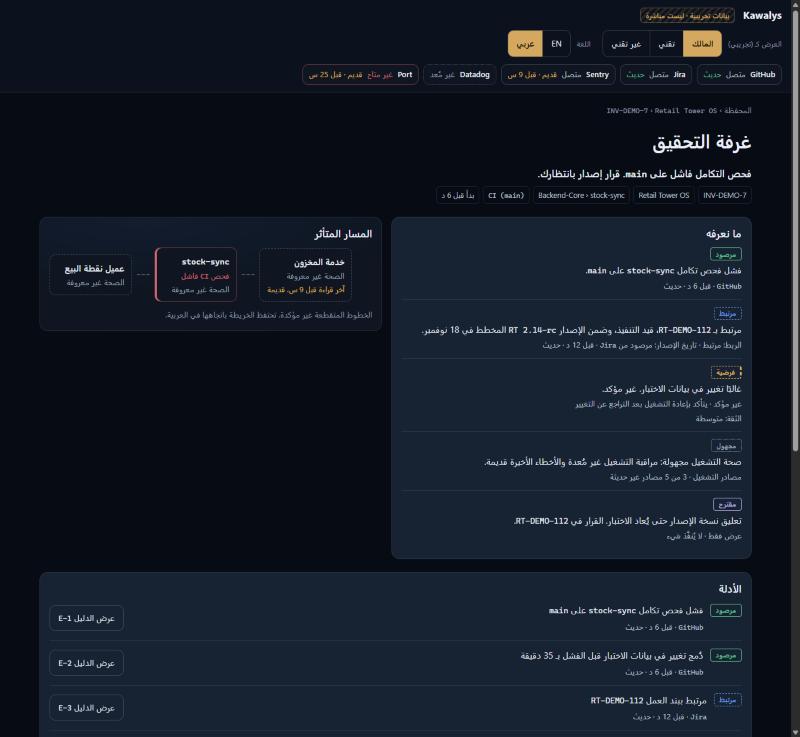 Kawalys بيانات تجريبية · ليست مباشرة
العرض كـ (تجريبي) المالك تقني غير تقني اللغة EN عربي
GitHub متصل حديث
Jira متصل حديث
Sentry متصل قديم · قبل 9 س
Datadog غير مُعد
Port غير متاح قديم · قبل 25 س
المحفظة › Retail Tower OS › INV-DEMO-7
غرفة التحقيق
فحص التكامل فاشل على main. قرار إصدار بانتظارك.
INV-DEMO-7 Retail Tower OS Backend-Core › stock-sync CI (main) بدأ قبل 6 د
ما نعرفه
مرصود
فشل فحص تكامل stock-sync على main.
GitHub · قبل 6 د · حديث
مرتبط
مرتبط بـ RT-DEMO-112، قيد التنفيذ، وضمن الإصدار RT 2.14-rc المخطط في 18 نوفمبر.
الربط: مرتبط · تاريخ الإصدار: مرصود من Jira · قبل 12 د · حديث
فرضية
غالبًا تغيير في بيانات الاختبار. غير مؤكد.
غير مؤكد · يتأكد بإعادة التشغيل بعد التراجع عن التغيير
الثقة: متوسطة
مجهول
صحة التشغيل مجهولة: مراقبة التشغيل غير مُعدة والأخطاء الأخيرة قديمة.
مصادر التشغيل · 3 من 5 مصادر غير حديثة
مقترح
تعليق نسخة الإصدار حتى يُعاد الاختبار. القرار في RT-DEMO-112.
عرض فقط · لا يُنفَّذ شيء
المسار المتأثر
خدمة المخزون
الصحة غير معروفة
آخر قراءة قبل 9 س، قديمة
stock-sync
فحص CI فاشل
الصحة غير معروفة
عميل نقطة البيع
الصحة غير معروفة
الخطوط المتقطعة غير مؤكدة. تحتفظ الخريطة باتجاهها في العربية.
الأدلة
مرصود فشل فحص تكامل stock-sync على main
GitHub · قبل 6 د · حديث
عرض الدليل E-1
مرصود دُمج تغيير في بيانات الاختبار قبل الفشل بـ 35 دقيقة
GitHub · قبل 6 د · حديث
عرض الدليل E-2
مرتبط مرتبط ببند العمل RT-DEMO-112
Jira · قبل 12 د · حديث
عرض الدليل E-3